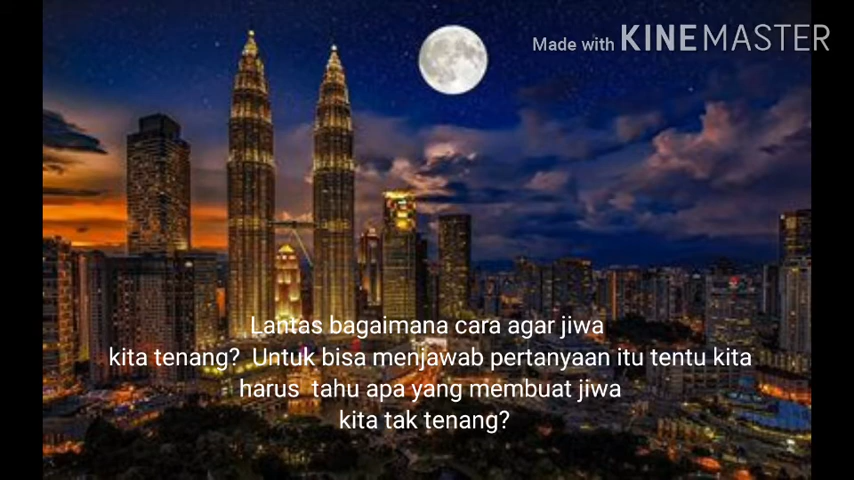 Made with KINEMASTER
Lantas bagaimana cara agar jiwa
kita tenang? Untuk bisa menjawab pertanyaan itu tentu kita
harus tahu apa yang membuat jiwa
kita tak tenang?